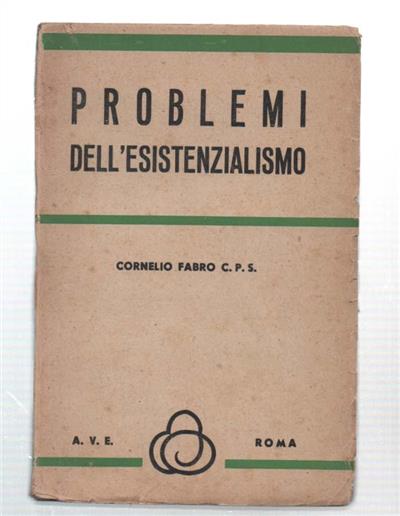 PROBLEMI
DELL'ESISTENZIALISMO
CORNELIO FABRO C. P. S.
A. V. E. ROMA